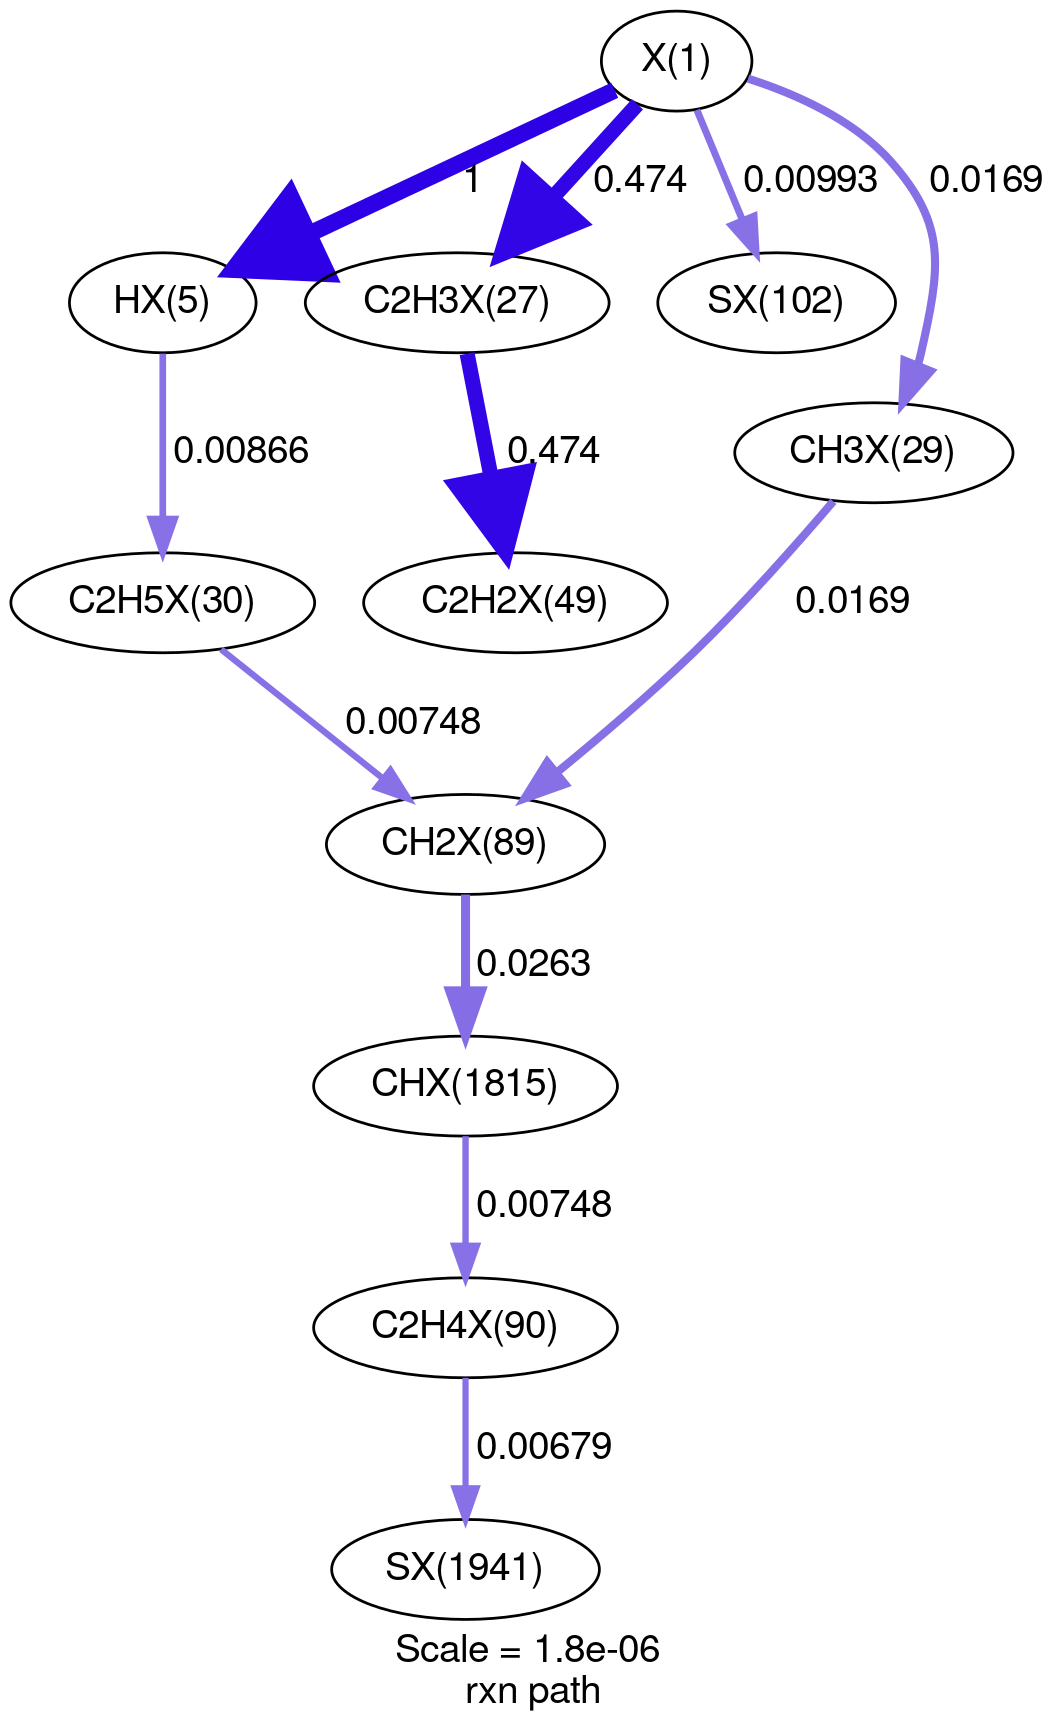 X(1)
1
0.474
0.00993
0.0169
HX(5)
C2H3X(27)
SX(102)
0.00866
0.474
CH3X(29)
C2H5X(30)
C2H2X(49)
0.0169
0.00748
CH2X(89)
0.0263
CHX(1815)
0.00748
C2H4X(90)
0.00679
SX(1941)
Scale = 1.8e-06
rxn path